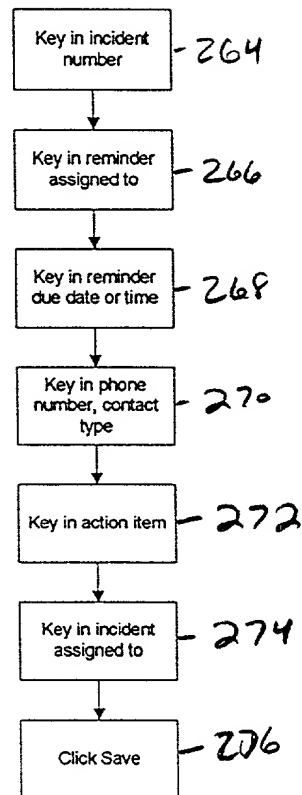 Key in incident
number
264
Key in reminder
assigned to
266
Key in reminder
due date or time
268
Key in phone
number, contact
type
270
Key in action item
272
Key in incident
assigned to
274
Click Save
276